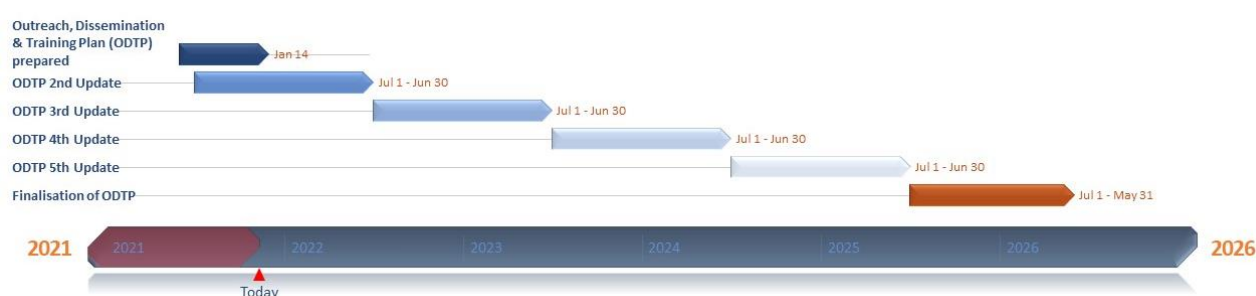 Outreach, Dissemination
& Training Plan (ODTP)
prepared
Jan 14
ODTP 2nd Update
Jul 1 - Jun 30
ODTP 3rd Update
Jul 1 - Jun 30
ODTP 4th Update
Jul 1 - Jun 30
ODTP 5th Update
Jul 1 - Jun 30
Finalisation of ODTP
Jul 1 - May 31
2021
2021
2022
2023
2024
2025
2026
2026
Today